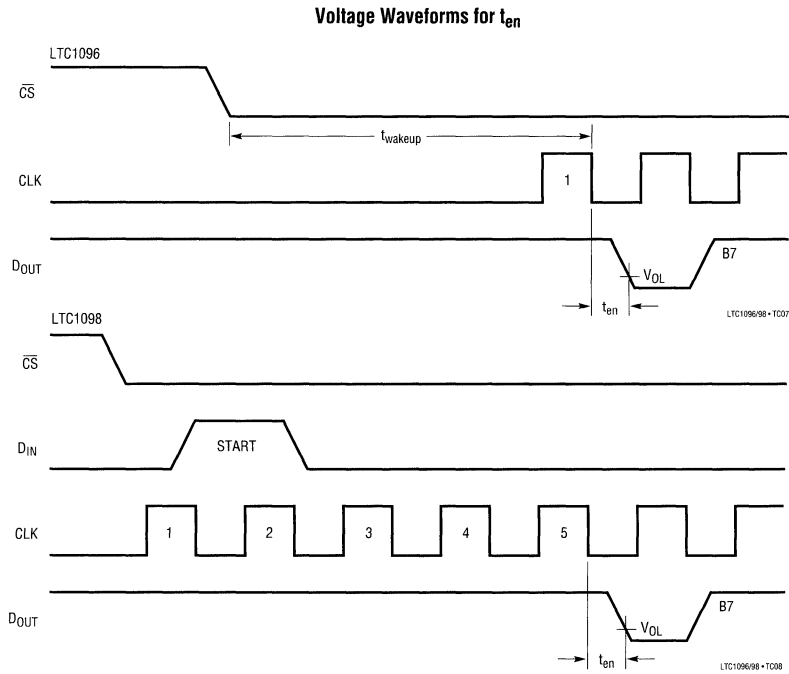 Voltage Waveforms for ten
LTC1096
CS
twakeup
CLK
1
DOUT
VOL
B7
ten
LTC1096/98 • TC07
LTC1098
CS
DIN
START
CLK
1 2 3 4 5
DOUT
VOL
B7
ten
LTC1096/98 • TC08